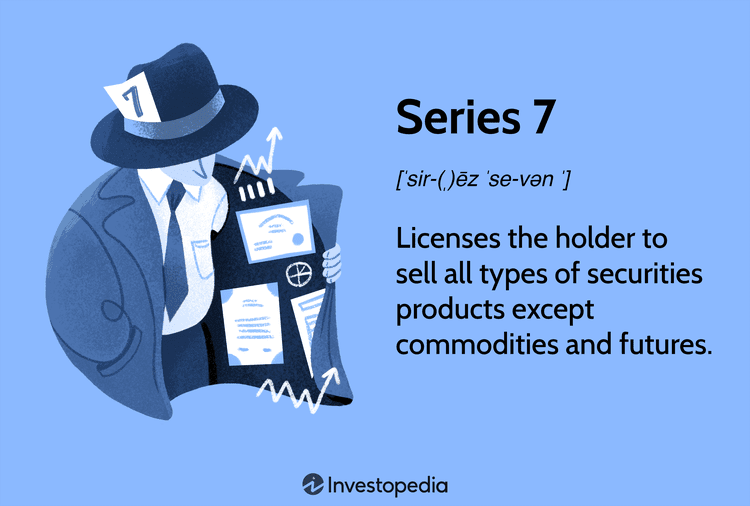 7
Series 7
[ˈsir-(ˌ)ēz ˈse-vən ˈ]
Licenses the holder to
sell all types of securities
products except
commodities and futures.
Investopedia